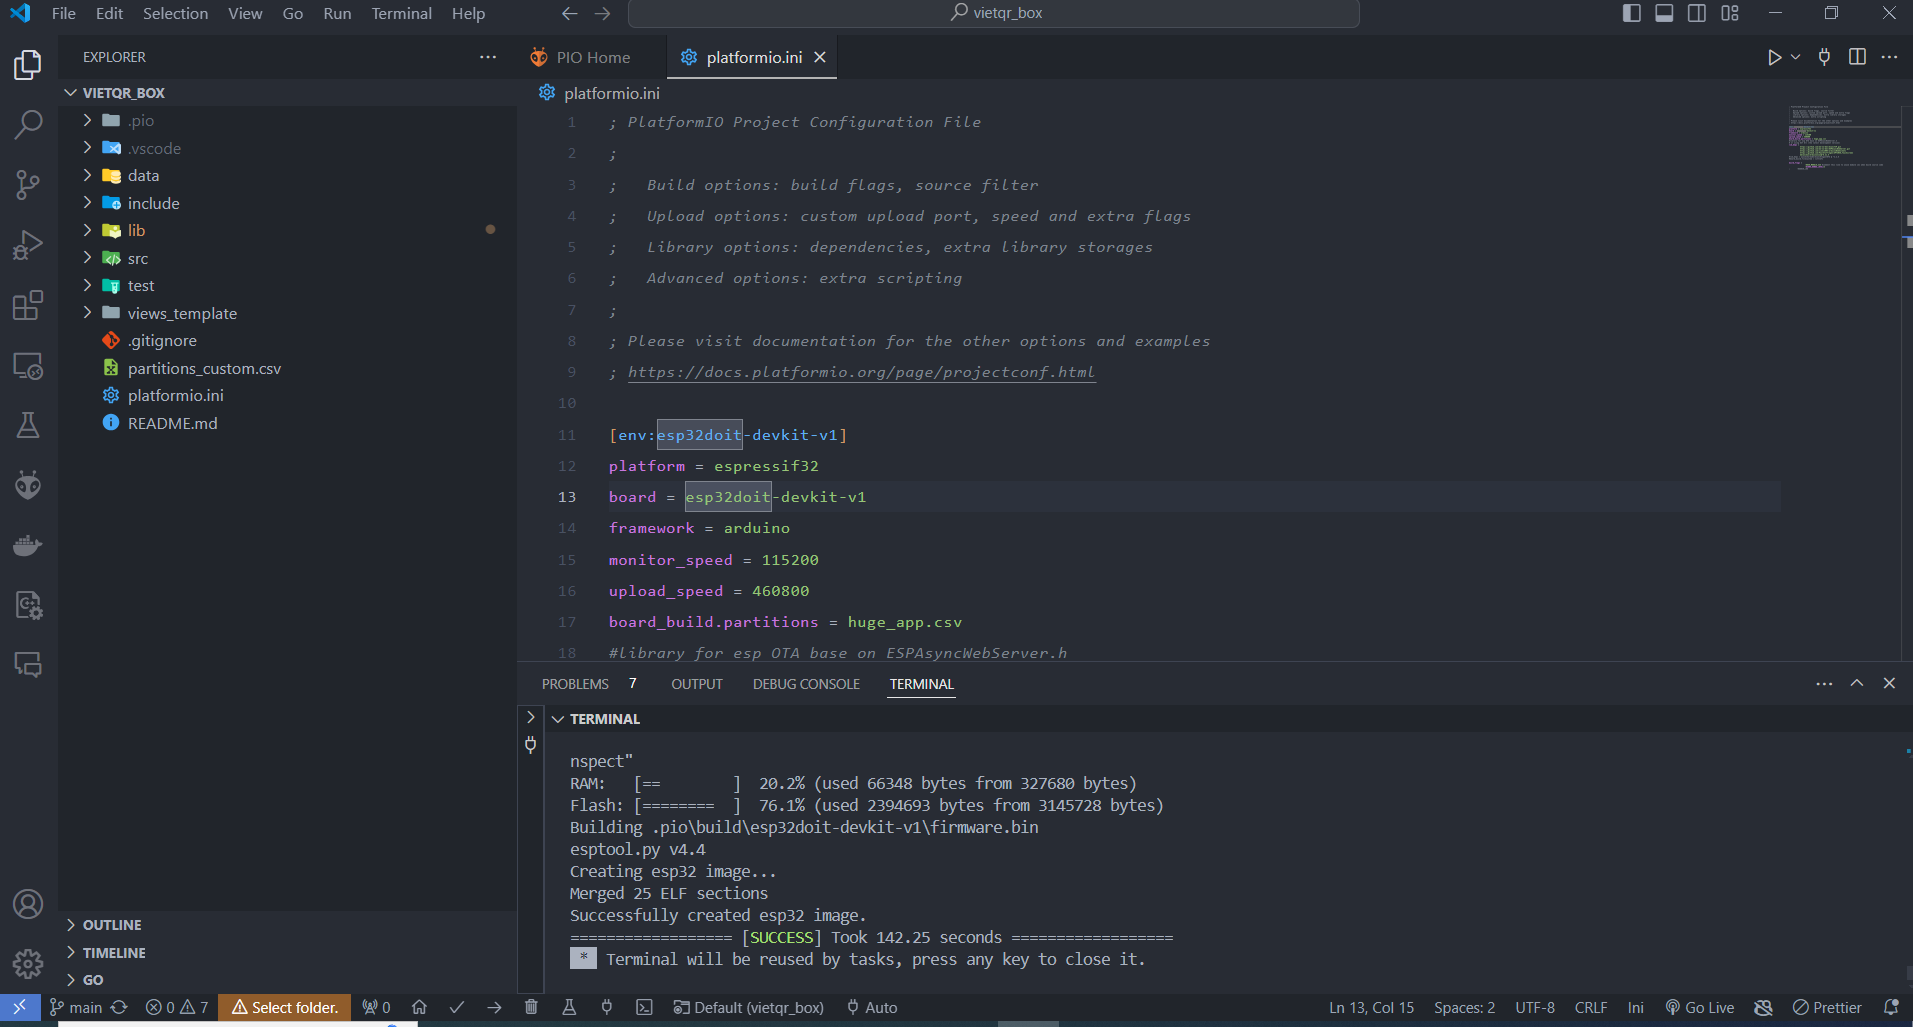 File Edit Selection View Go Run Terminal Help
vietqr_box
EXPLORER
VIETQR_BOX
.pio
.vscode
data
include
lib
src
test
views_template
.gitignore
partitions_custom.csv
platformio.ini
README.md
OUTLINE
TIMELINE
GO
PIO Home
platformio.ini
platformio.ini
1 ; PlatformIO Project Configuration File
2 ;
3 ;   Build options: build flags, source filter
4 ;   Upload options: custom upload port, speed and extra flags
5 ;   Library options: dependencies, extra library storages
6 ;   Advanced options: extra scripting
7 ;
8 ; Please visit documentation for the other options and examples
9 ; https://docs.platformio.org/page/projectconf.html
10
11 [env:esp32doit-devkit-v1]
12 platform = espressif32
13 board = esp32doit-devkit-v1
14 framework = arduino
15 monitor_speed = 115200
16 upload_speed = 460800
17 board_build.partitions = huge_app.csv
18 #library for esp OTA base on ESPAsyncWebServer.h
PROBLEMS 7 OUTPUT DEBUG CONSOLE TERMINAL
TERMINAL
nspect"
RAM:   [==        ]  20.2% (used 66348 bytes from 327680 bytes)
Flash: [========  ]  76.1% (used 2394693 bytes from 3145728 bytes)
Building .pio\build\esp32doit-devkit-v1\firmware.bin
esptool.py v4.4
Creating esp32 image...
Merged 25 ELF sections
Successfully created esp32 image.
================== [SUCCESS] Took 142.25 seconds ==================
* Terminal will be reused by tasks, press any key to close it.
main 0 7 Select folder. 0 Default (vietqr_box) Auto Ln 13, Col 15 Spaces: 2 UTF-8 CRLF Ini Go Live Prettier